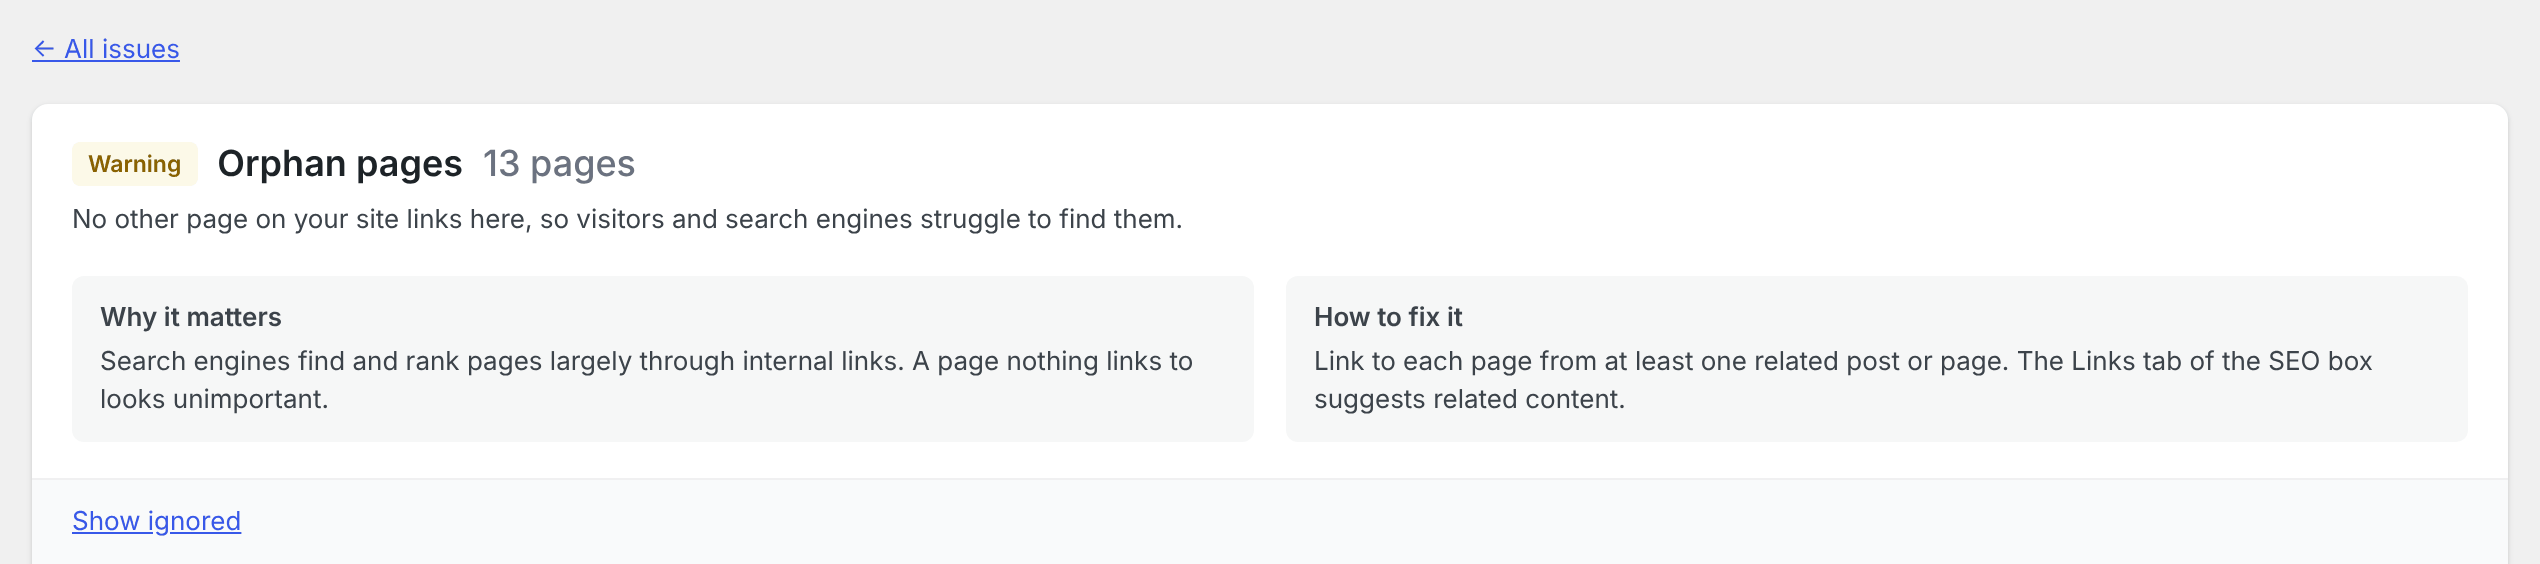 ← All issues
Warning Orphan pages 13 pages
No other page on your site links here, so visitors and search engines struggle to find them.
Why it matters
Search engines find and rank pages largely through internal links. A page nothing links to
looks unimportant.
How to fix it
Link to each page from at least one related post or page. The Links tab of the SEO box
suggests related content.
Show ignored